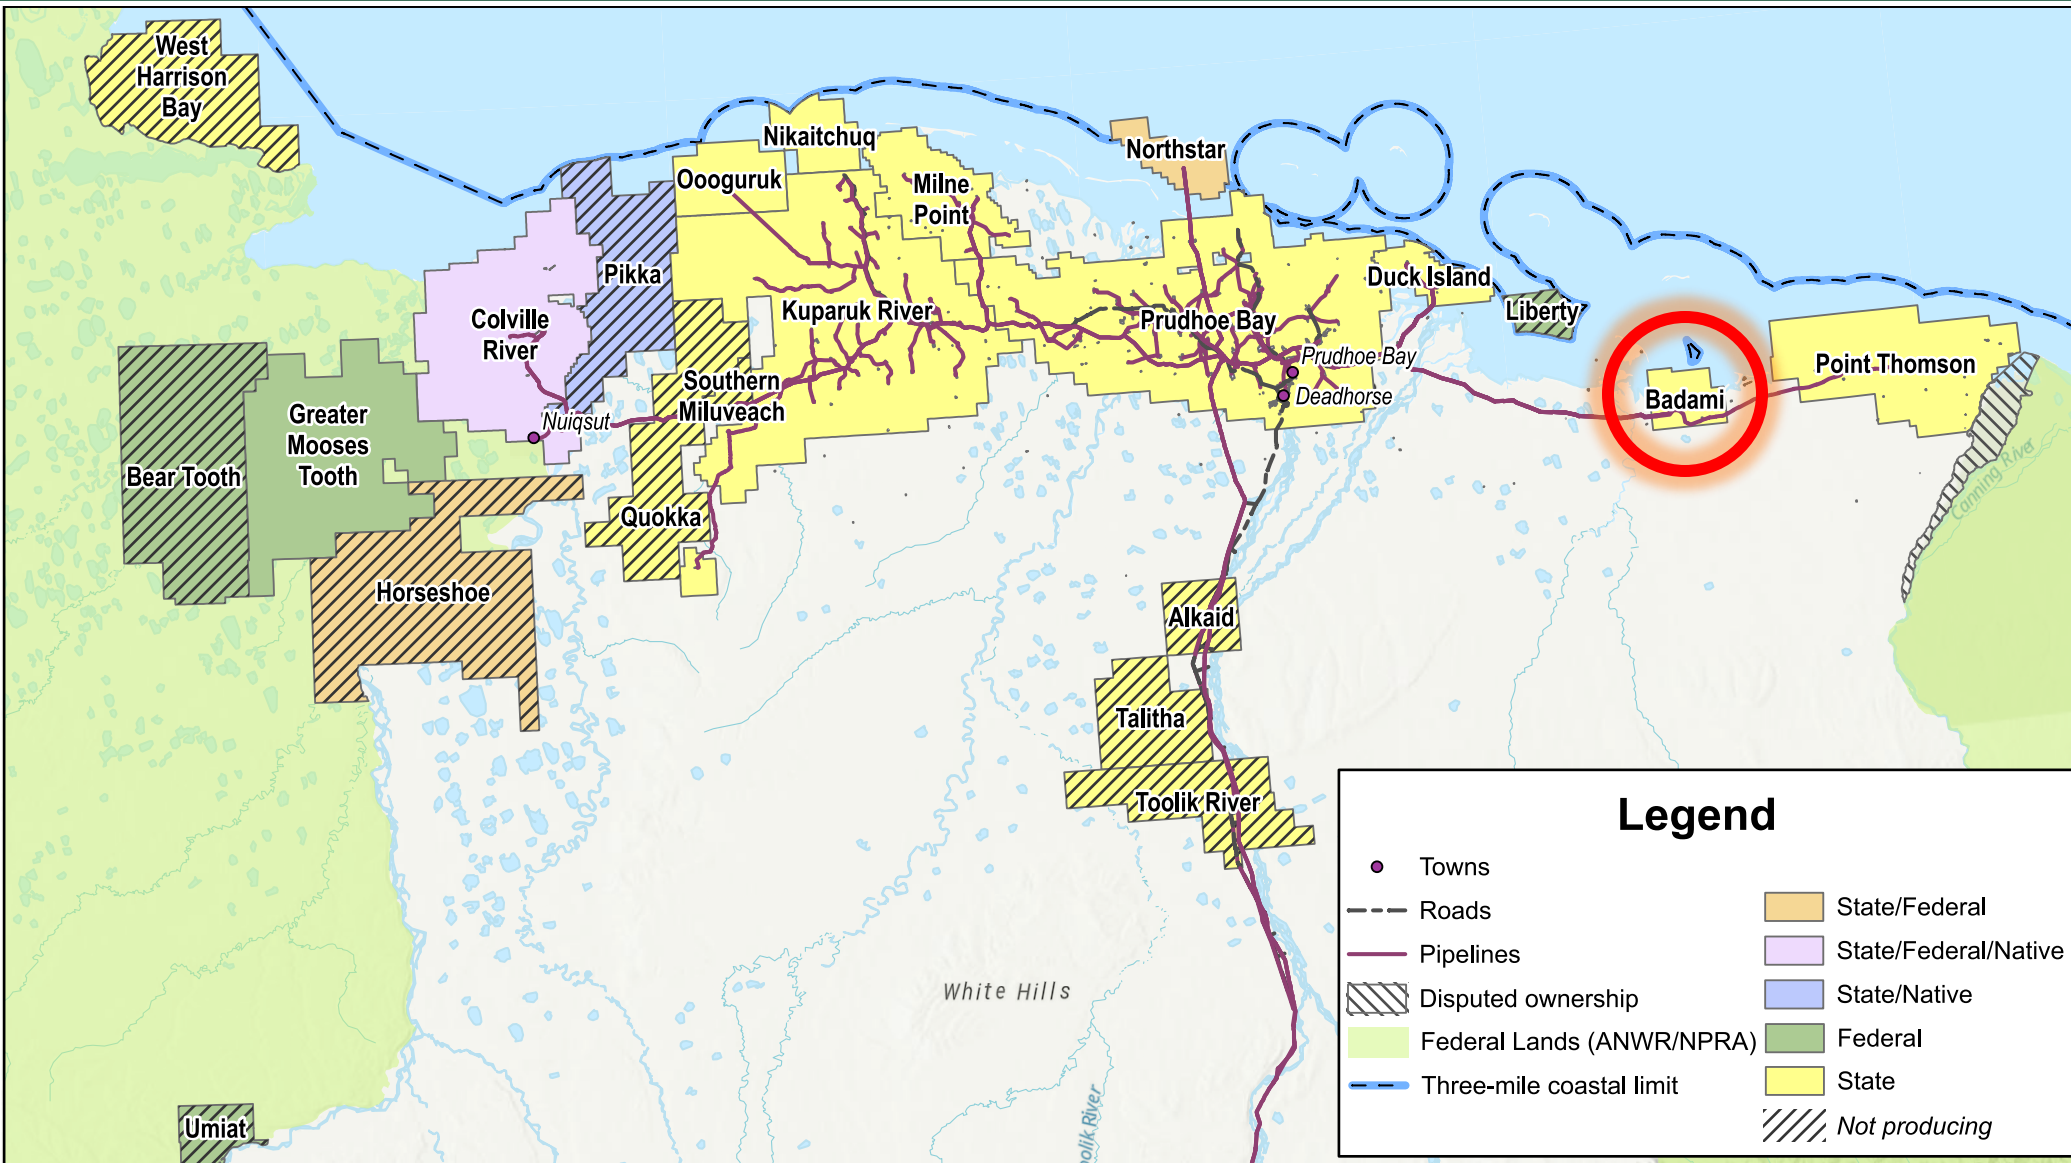 West
Harrison
Bay
Nikaitchuq
Oooguruk
Milne
Point
Northstar
Pikka
Duck Island
Colville
River
Kuparuk River
Prudhoe Bay
Liberty
Prudhoe Bay
Deadhorse
Badami
Point Thomson
Southern
Miluveach
Nuiqsut
Greater
Mooses
Tooth
Bear Tooth
Quokka
Canning River
Horseshoe
Alkaid
Talitha
Toolik River
White Hills
olik River
Umiat
Legend
Towns
Roads
Pipelines
Disputed ownership
Federal Lands (ANWR/NPRA)
Three-mile coastal limit
State/Federal
State/Federal/Native
State/Native
Federal
State
Not producing